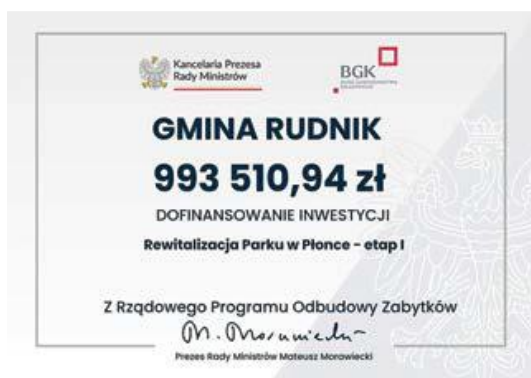 Kancelaria Prezesa
Rady Ministrów
BGK
GMINA RUDNIK
993 510,94 zł
DOFINANSOWANIE INWESTYCJI
Rewitalizacja Parku w Płonce - etap I
Z Rządowego Programu Odbudowy Zabytków
M. Morawiecki
Prezes Rady Ministrów Mateusz Morawiecki